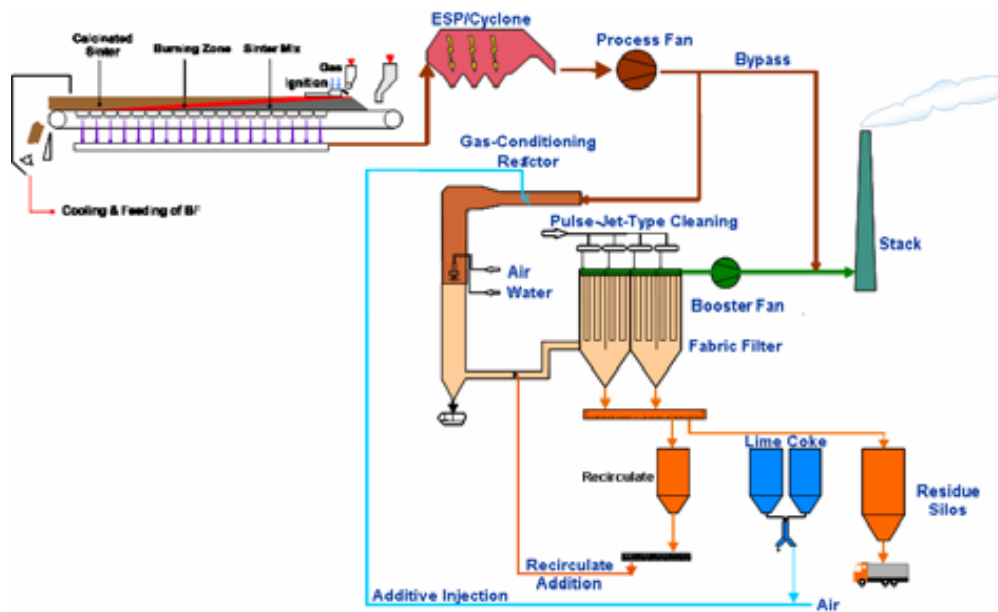 ESP/Cyclone
Calcinated
Sinter
Burning Zone
Sinter Mix
Gas
Ignition
Process Fan
Bypass
Gas-Conditioning
Reactor
Cooling & Feeding of BF
Pulse-Jet-Type Cleaning
Stack
Air
Water
Booster Fan
Fabric Filter
Lime Coke
Recirculate
Residue
Silos
Recirculate
Addition
Additive Injection
Air